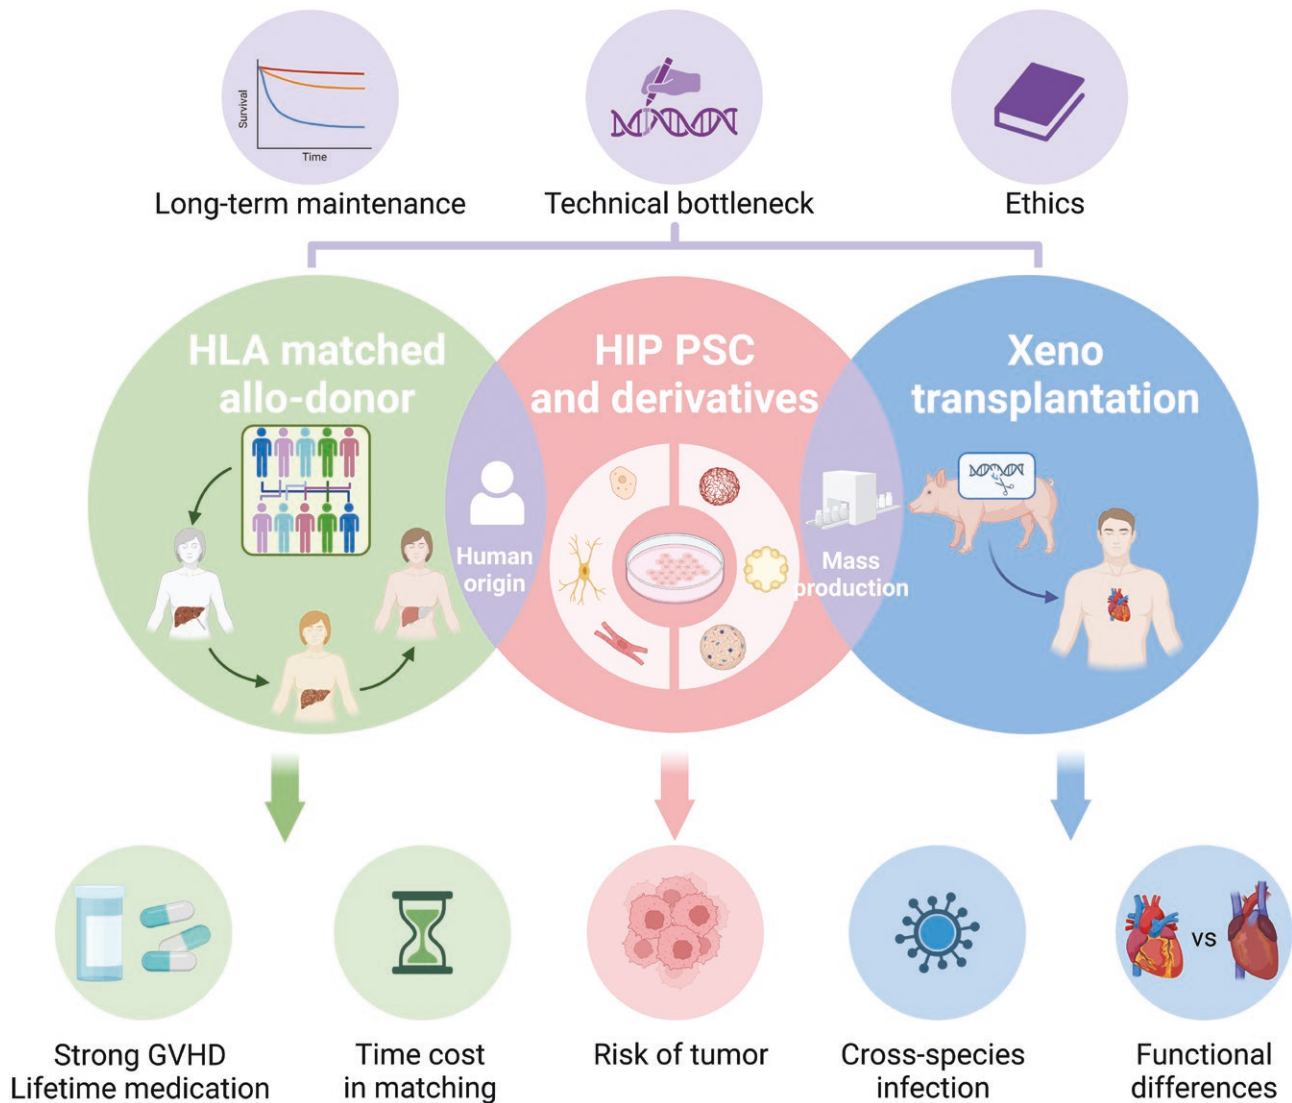 Survival
Time
Long-term maintenance
Technical bottleneck
Ethics
HLA matched
allo-donor
HIP PSC
and derivatives
Xeno
transplantation
Human
origin
Mass
production
vs
Strong GVHD
Lifetime medication
Time cost
in matching
Risk of tumor
Cross-species
infection
Functional
differences